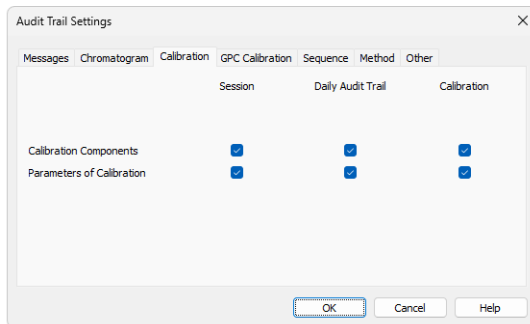 Audit Trail Settings
Messages Chromatogram Calibration GPC Calibration Sequence Method Other
Session Daily Audit Trail Calibration
Calibration Components
Parameters of Calibration
OK Cancel Help